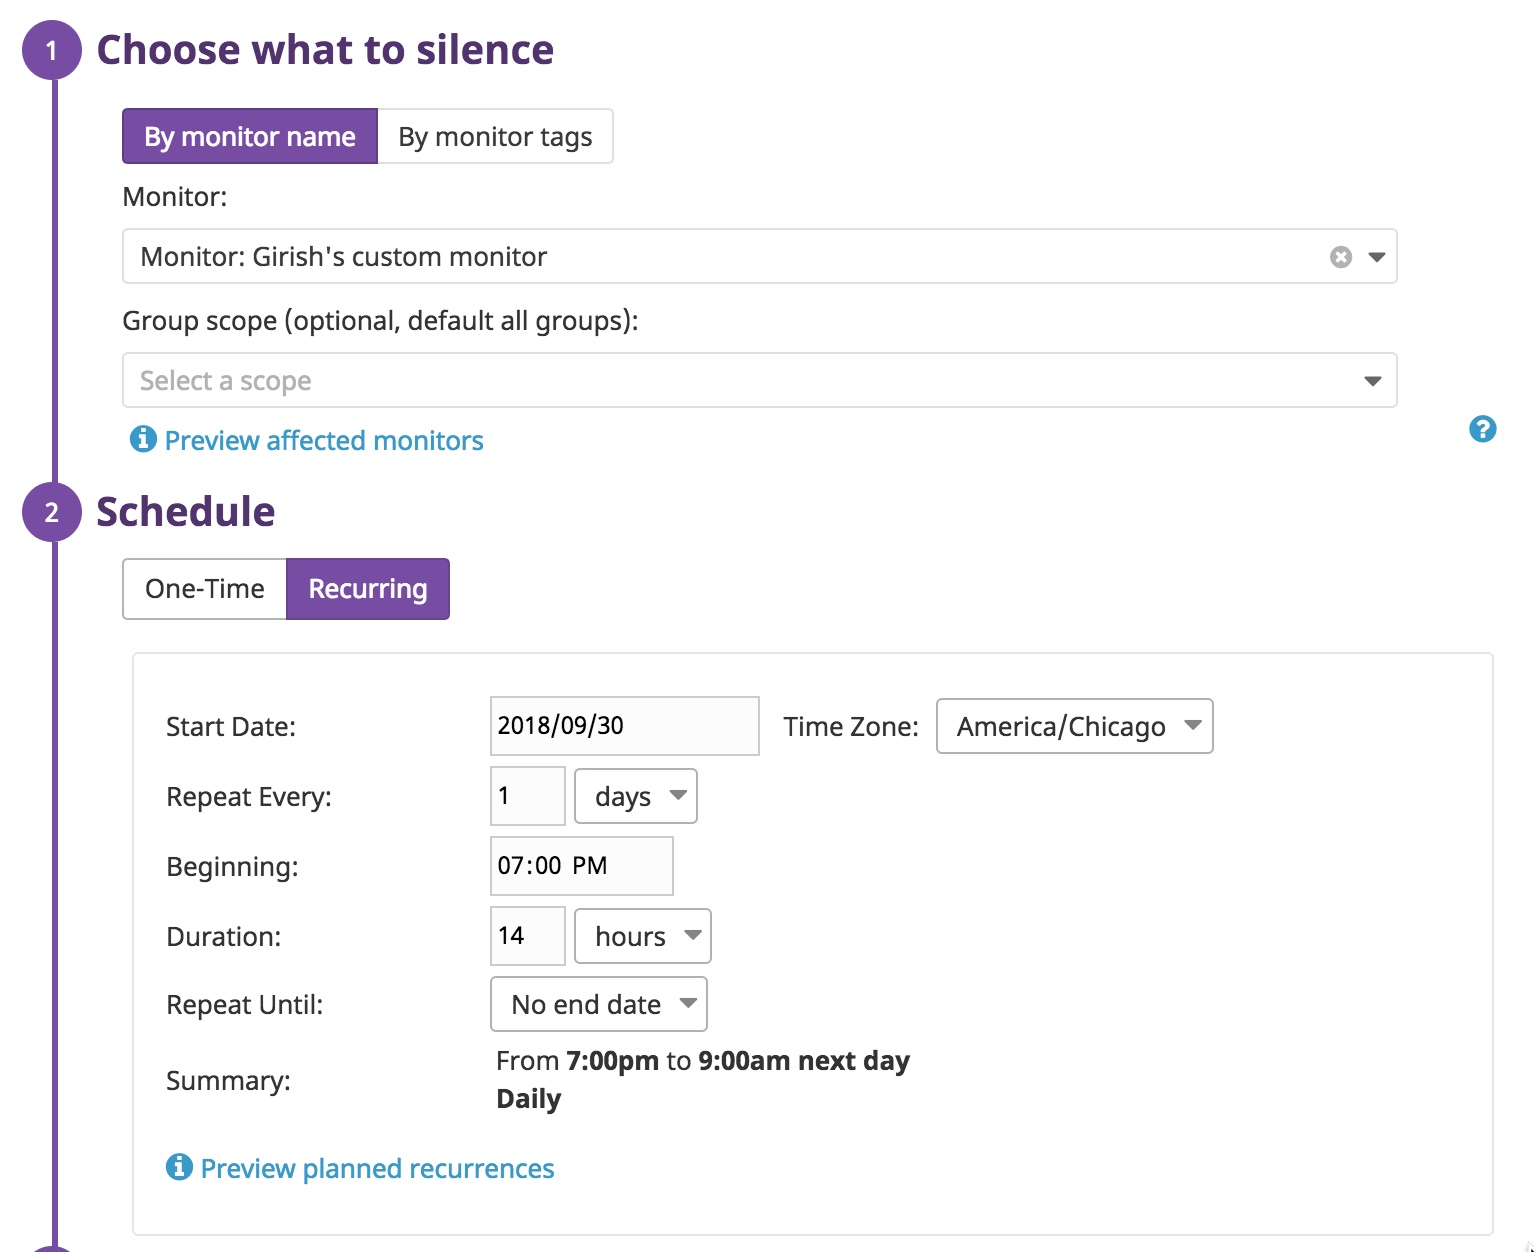 1 Choose what to silence
By monitor name By monitor tags
Monitor:
Monitor: Girish's custom monitor
Group scope (optional, default all groups):
Select a scope
Preview affected monitors
2 Schedule
One-Time Recurring
Start Date: 2018/09/30 Time Zone: America/Chicago
Repeat Every: 1 days
Beginning: 07:00 PM
Duration: 14 hours
Repeat Until: No end date
Summary: From 7:00pm to 9:00am next day
Daily
Preview planned recurrences